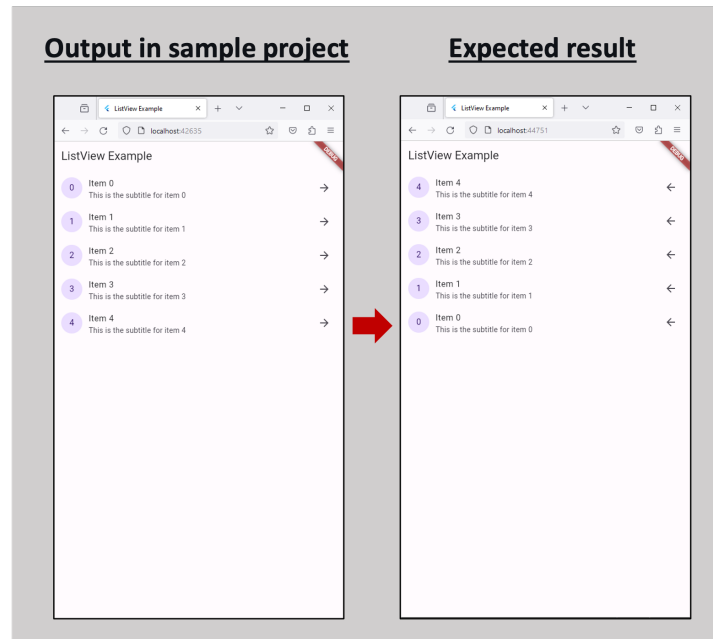 Output in sample project
Expected result
ListView Example
localhost:42635
DEBUG
ListView Example
0
Item 0
This is the subtitle for item 0
1
Item 1
This is the subtitle for item 1
2
Item 2
This is the subtitle for item 2
3
Item 3
This is the subtitle for item 3
4
Item 4
This is the subtitle for item 4
ListView Example
localhost:44751
DEBUG
ListView Example
4
Item 4
This is the subtitle for item 4
3
Item 3
This is the subtitle for item 3
2
Item 2
This is the subtitle for item 2
1
Item 1
This is the subtitle for item 1
0
Item 0
This is the subtitle for item 0